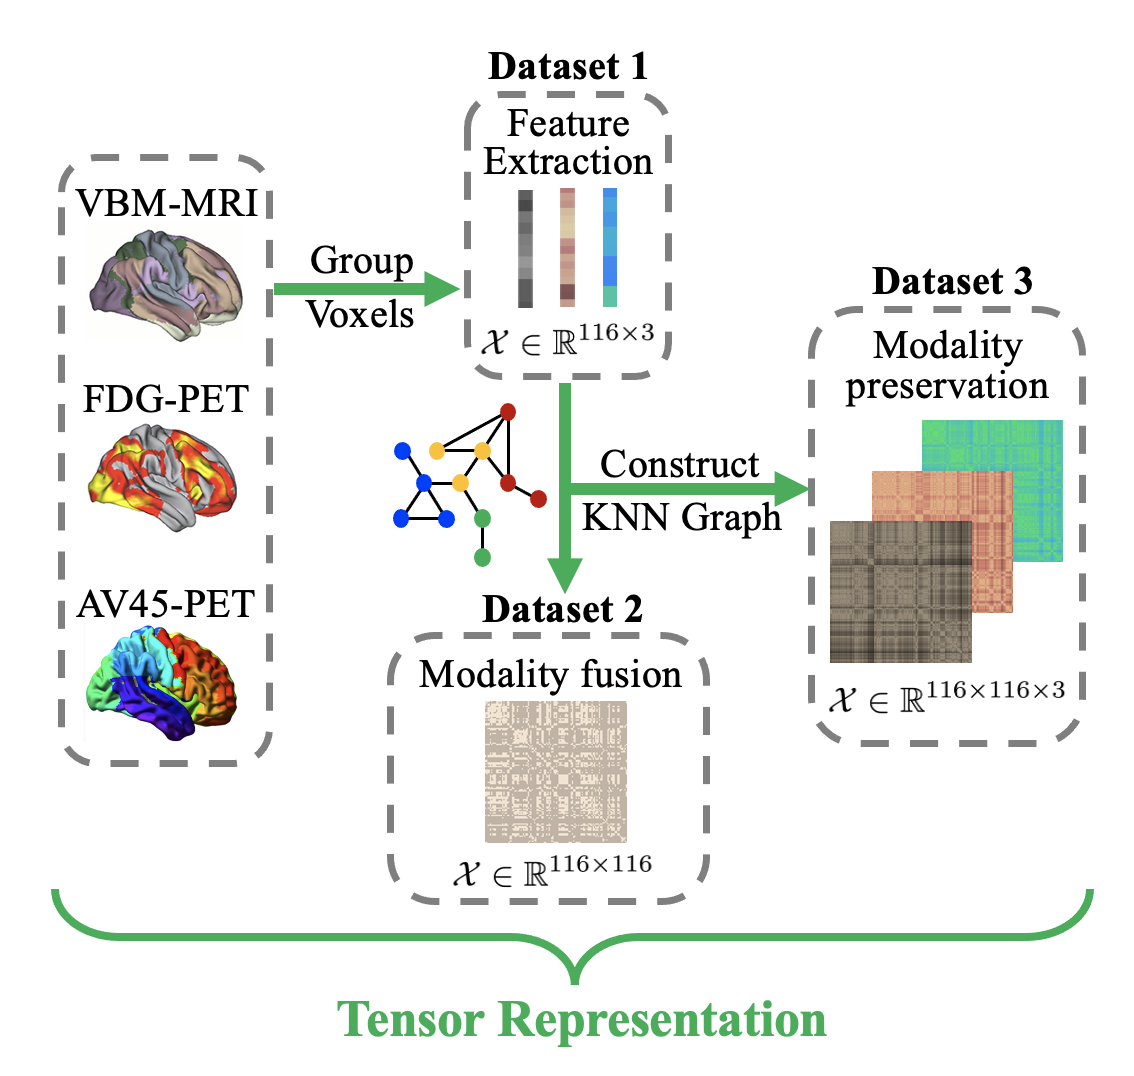 VBM-MRI
FDG-PET
AV45-PET
Group
Voxels
Dataset 1
Feature
Extraction
𝒳 ∈ ℝ^{116×3}
Construct
KNN Graph
Dataset 2
Modality fusion
𝒳 ∈ ℝ^{116×116}
Dataset 3
Modality
preservation
𝒳 ∈ ℝ^{116×116×3}
Tensor Representation